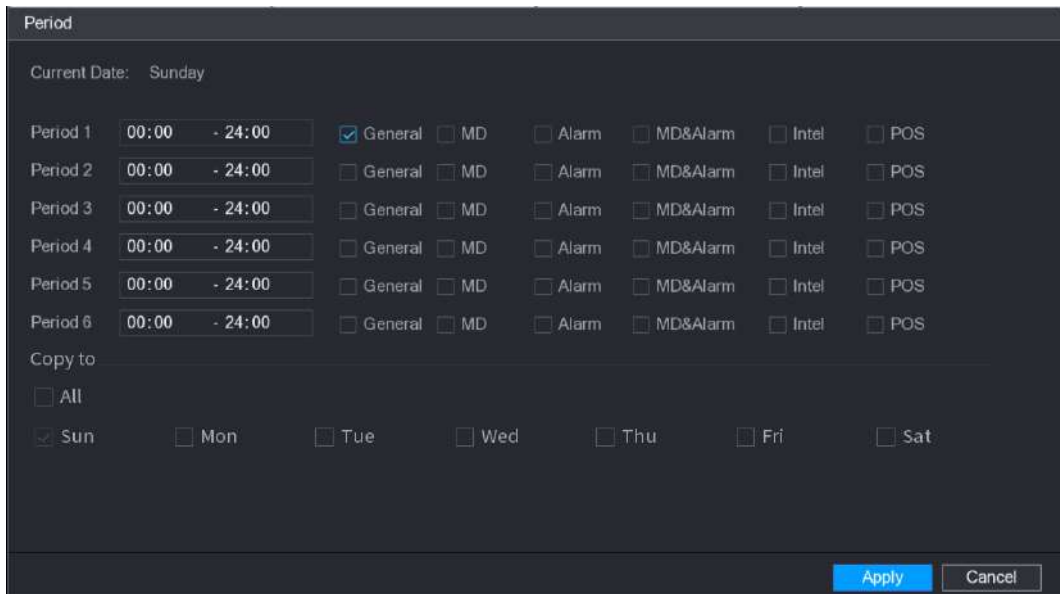 Period
Current Date: Sunday
Period 1 00:00 - 24:00 General MD Alarm MD&Alarm Intel POS
Period 2 00:00 - 24:00 General MD Alarm MD&Alarm Intel POS
Period 3 00:00 - 24:00 General MD Alarm MD&Alarm Intel POS
Period 4 00:00 - 24:00 General MD Alarm MD&Alarm Intel POS
Period 5 00:00 - 24:00 General MD Alarm MD&Alarm Intel POS
Period 6 00:00 - 24:00 General MD Alarm MD&Alarm Intel POS
Copy to
All
Sun Mon Tue Wed Thu Fri Sat
Apply Cancel